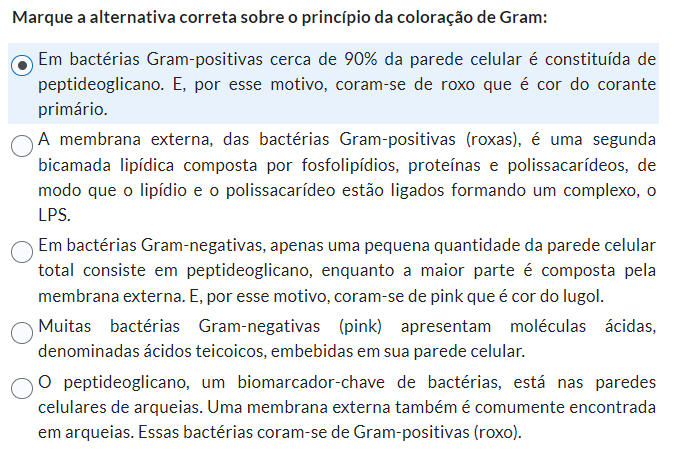 Marque a alternativa correta sobre o princípio da coloração de Gram:
Em bactérias Gram-positivas cerca de 90% da parede celular é constituída de
peptideoglicano. E, por esse motivo, coram-se de roxo que é cor do corante
primário.
A membrana externa, das bactérias Gram-positivas (roxas), é uma segunda
bicamada lipídica composta por fosfolipídios, proteínas e polissacarídeos, de
modo que o lipídio e o polissacarídeo estão ligados formando um complexo, o
LPS.
Em bactérias Gram-negativas, apenas uma pequena quantidade da parede celular
total consiste em peptideoglicano, enquanto a maior parte é composta pela
membrana externa. E, por esse motivo, coram-se de pink que é cor do lugol.
Muitas bactérias Gram-negativas (pink) apresentam moléculas ácidas,
denominadas ácidos teicoicos, embebidas em sua parede celular.
O peptideoglicano, um biomarcador-chave de bactérias, está nas paredes
celulares de arqueias. Uma membrana externa também é comumente encontrada
em arqueias. Essas bactérias coram-se de Gram-positivas (roxo).